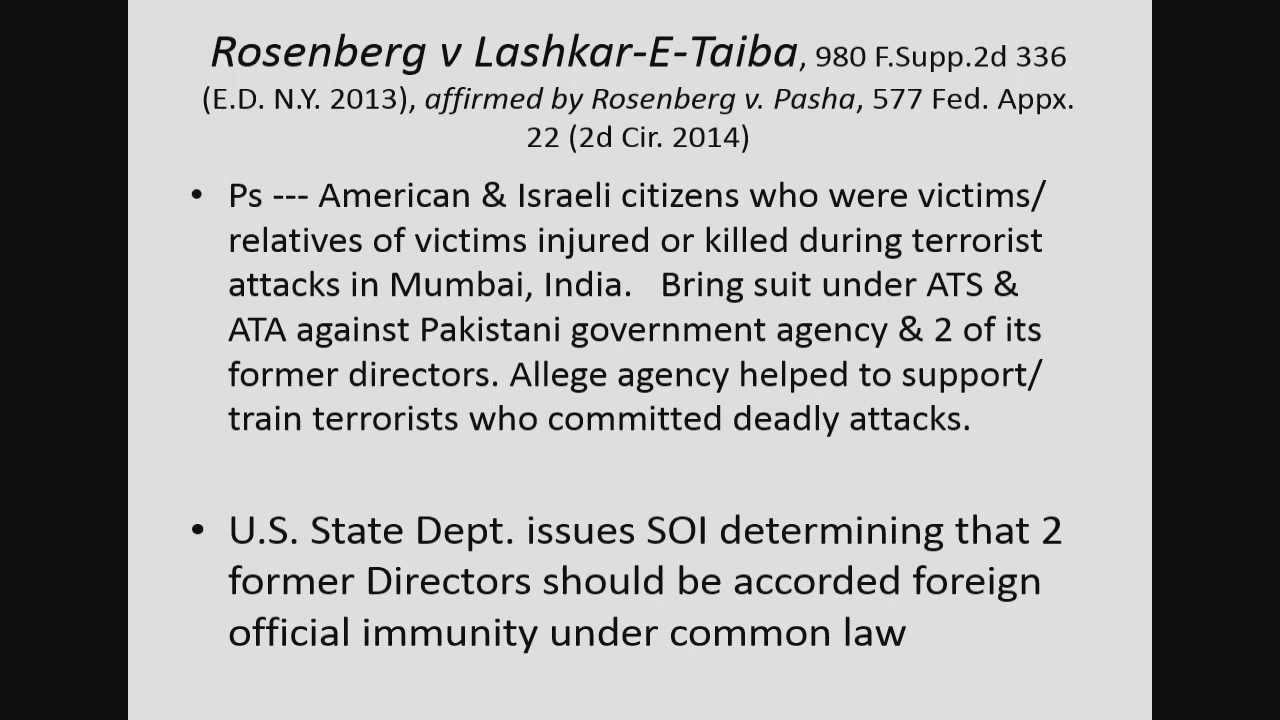 Rosenberg v Lashkar-E-Taiba, 980 F.Supp.2d 336
(E.D. N.Y. 2013), affirmed by Rosenberg v. Pasha, 577 Fed. Appx.
22 (2d Cir. 2014)
• Ps --- American & Israeli citizens who were victims/
relatives of victims injured or killed during terrorist
attacks in Mumbai, India. Bring suit under ATS &
ATA against Pakistani government agency & 2 of its
former directors. Allege agency helped to support/
train terrorists who committed deadly attacks.
• U.S. State Dept. issues SOI determining that 2
former Directors should be accorded foreign
official immunity under common law